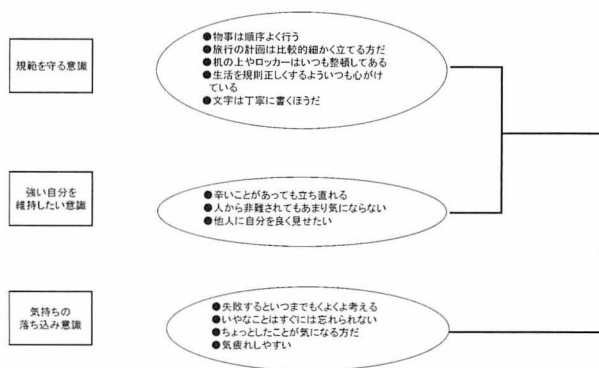 規範を守る意識
●物事は順序よく行う
●旅行の計画は比較的細かく立てる方だ
●机の上やロッカーはいつも整頓してある
●生活を規則正しくするよういつも心がけ
ている
●文字は丁寧に書くほうだ
強い自分を
維持したい意識
●辛いことがあっても立ち直れる
●人から非難されてもあまり気にならない
●他人に自分を良く見せたい
気持ちの
落ち込み意識
●失敗するといつまでもくよくよ考える
●いやなことはすぐには忘れられない
●ちょっとしたことが気になる方だ
●気疲れしやすい